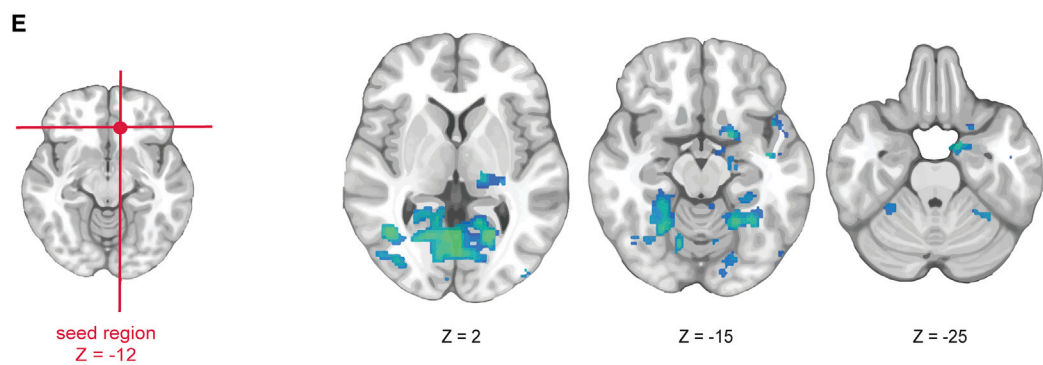 E
seed region
Z = -12
Z = 2
Z = -15
Z = -25